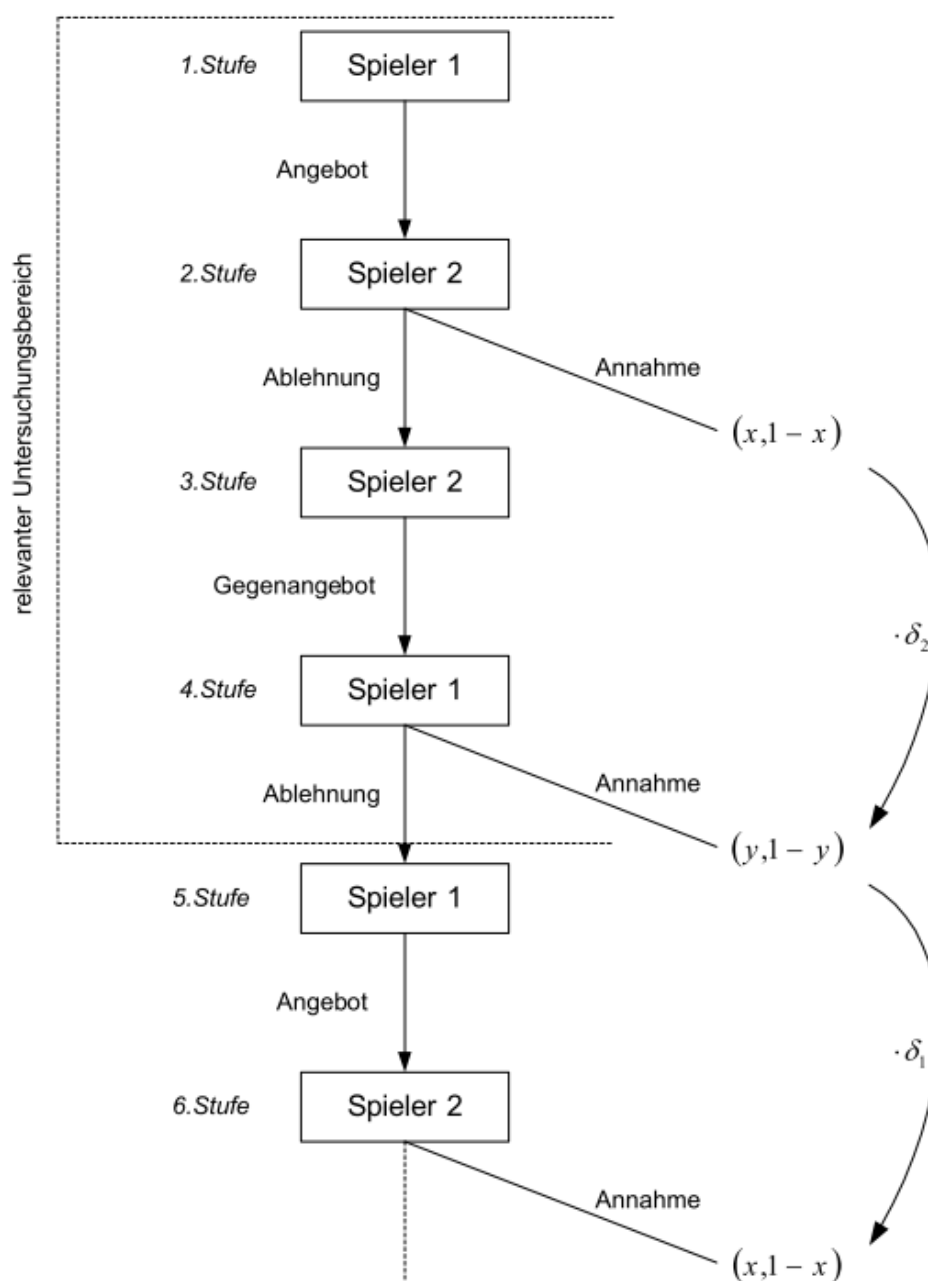 1.Stufe
Spieler 1
Angebot
2.Stufe
Spieler 2
Ablehnung
Annahme
(x,1 − x)
relevanter Untersuchungsbereich
3.Stufe
Spieler 2
Gegenangebot
· δ₂
4.Stufe
Spieler 1
Ablehnung
Annahme
(y,1 − y)
5.Stufe
Spieler 1
Angebot
· δ₁
6.Stufe
Spieler 2
Annahme
(x,1 − x)